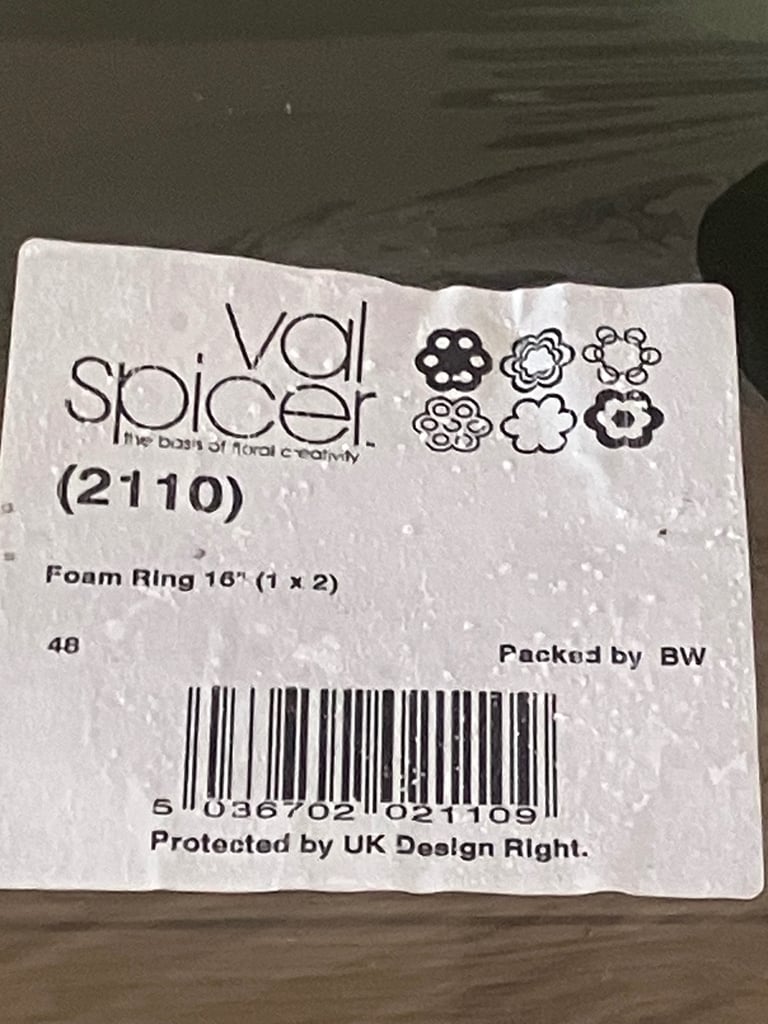 val
spicer
the basis of floral creativity
(2110)
Foam Ring 16" (1 x 2)
48
Packed by BW
5 036702 021109
Protected by UK Design Right.